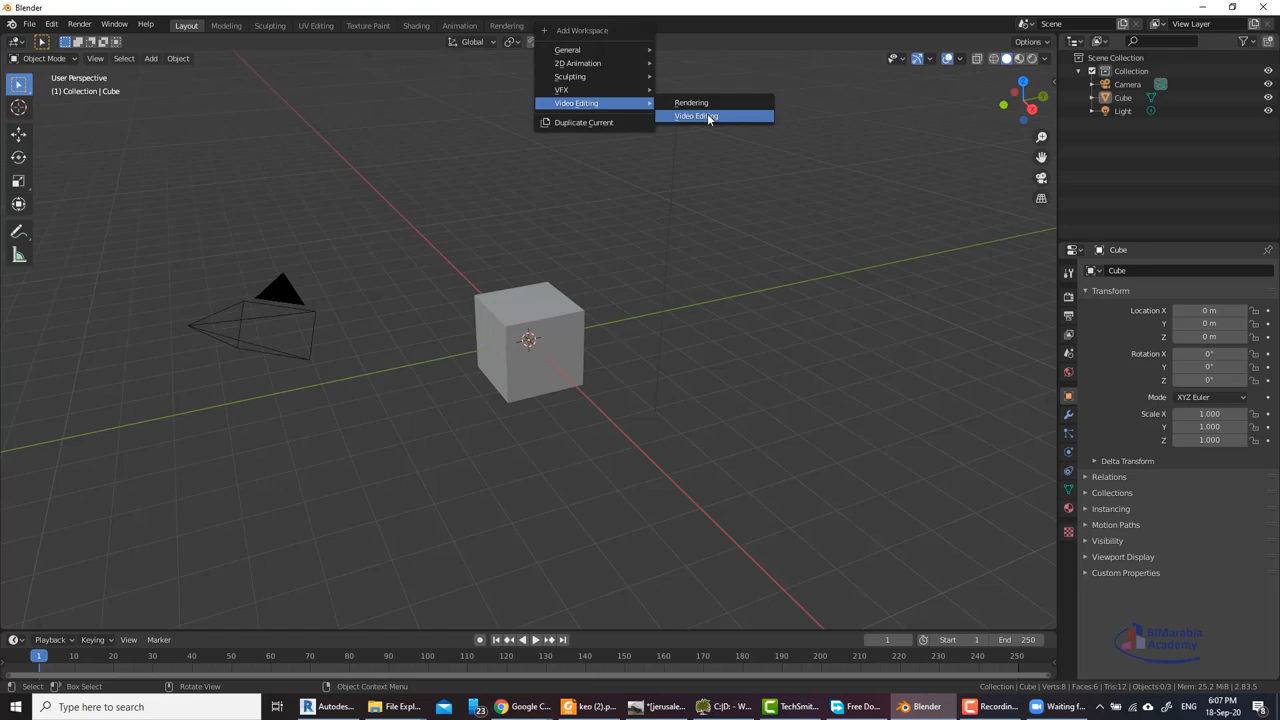 Blender
File Edit Render Window Help Layout Modeling Sculpting UV Editing Texture Paint Shading Animation Rendering Scene View Layer
Add Workspace
Global Options
General
2D Animation
Sculpting
VFX
Video Editing
Duplicate Current
Rendering
Video Editing
Object Mode View Select Add Object
User Perspective
(1) Collection | Cube
Scene Collection
Collection
Camera
Cube
Light
X
Y
Z
Cube
Cube
Transform
Location X 0 m
Y 0 m
Z 0 m
Rotation X 0°
Y 0°
Z 0°
Mode XYZ Euler
Scale X 1.000
Y 1.000
Z 1.000
Delta Transform
Relations
Collections
Instancing
Motion Paths
Visibility
Viewport Display
Custom Properties
BIMarabia
Academy
Playback Keying View Marker 1 Start 1 End 250
1 10 20 30 40 50 60 70 80 90 100 110 120 130 140 150 160 170 180 190 200 210 220 230 240 250
Select Box Select Rotate View Object Context Menu Collection | Cube | Verts:8 | Faces:6 | Tris:12 | Objects:0/3 | Mem: 25.2 MiB | 2.83.5
Type here to search
Autodes... File Expl... 23 Google C... keo (2).p... *[jerusale... C:|D: - W... TechSmit... Free Do... Blender Recordin... Waiting f...
6:07 PM
18-Sep-20